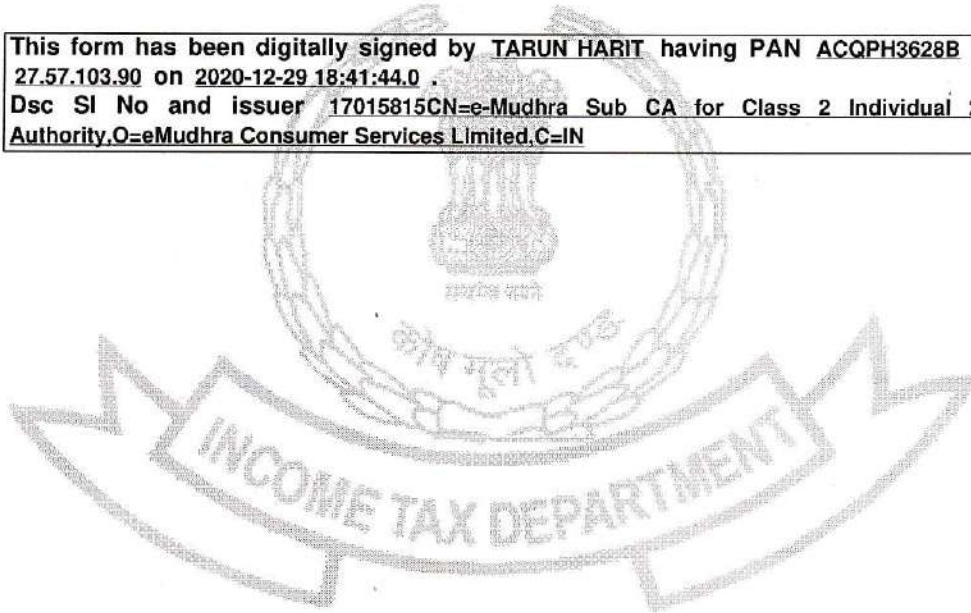 This form has been digitally signed by TARUN HARIT having PAN ACQPH3628B
27.57.103.90 on 2020-12-29 18:41:44.0 .
Dsc Sl No and issuer 17015815CN=e-Mudhra Sub CA for Class 2 Individual
Authority,O=eMudhra Consumer Services Limited,C=IN
सत्यमेव जयते
कोष मूलो दण्डः
INCOME TAX DEPARTMENT